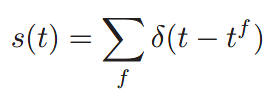 s(t) = ∑_f δ(t − t^f)